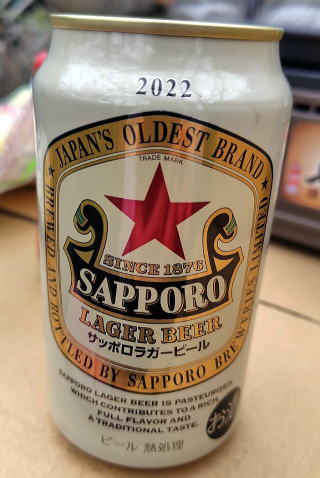 2022
★ JAPAN'S OLDEST BRAND ★
TRADE MARK
SINCE 1876
SAPPORO
LAGER BEER
サッポロラガービール
BREWED AND BOTTLED BY SAPPORO BREWERIES LIMITED
SAPPORO LAGER BEER IS PASTEURIZED,
WHICH CONTRIBUTES TO A RICH,
FULL FLAVOR AND
A TRADITIONAL TASTE.
お酒
ビール 熱処理